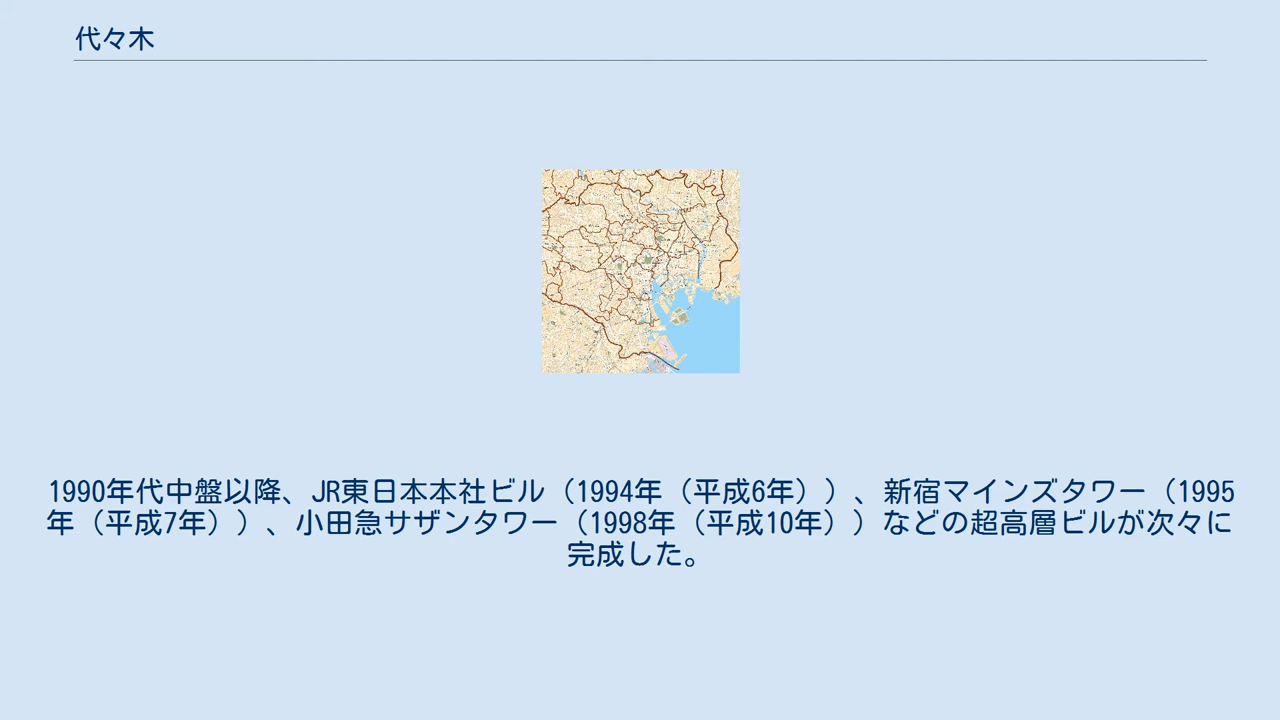 代々木
1990年代中盤以降、JR東日本本社ビル（1994年（平成6年））、新宿マインズタワー（1995
年（平成7年））、小田急サザンタワー（1998年（平成10年））などの超高層ビルが次々に
完成した。